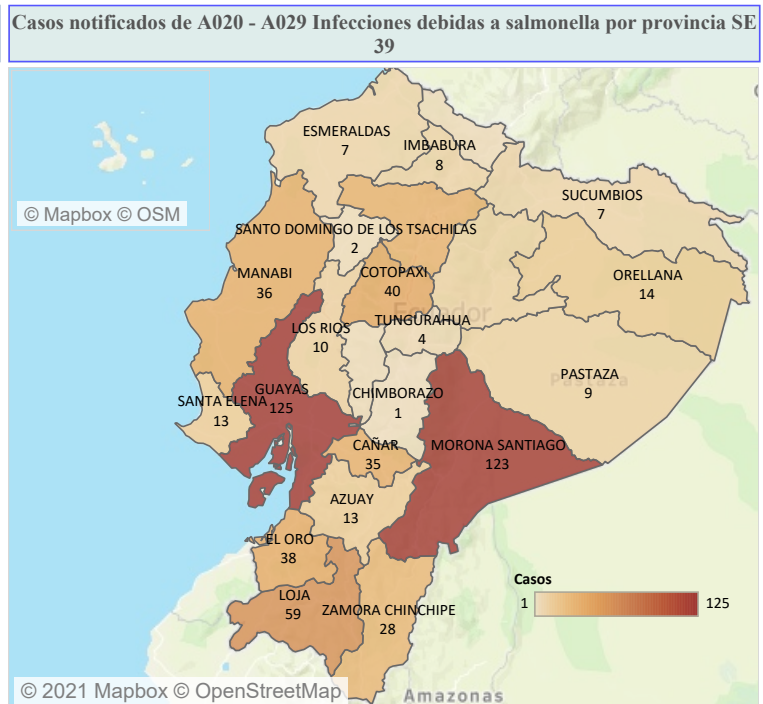 Casos notificados de A020 - A029 Infecciones debidas a salmonella por provincia SE
39
ESMERALDAS
7
IMBABURA
8
SUCUMBIOS
7
© Mapbox © OSM
SANTO DOMINGO DE LOS TSACHILAS
2
MANABI
36
COTOPAXI
40
ORELLANA
14
Ecuador
TUNGURAHUA
4
LOS RIOS
10
PASTAZA
9
Pastaza
GUAYAS
125
SANTA ELENA
13
CHIMBORAZO
1
CAÑAR
35
MORONA SANTIAGO
123
AZUAY
13
EL ORO
38
LOJA
59
ZAMORA CHINCHIPE
28
Casos
1 125
© 2021 Mapbox © OpenStreetMap
Amazonas